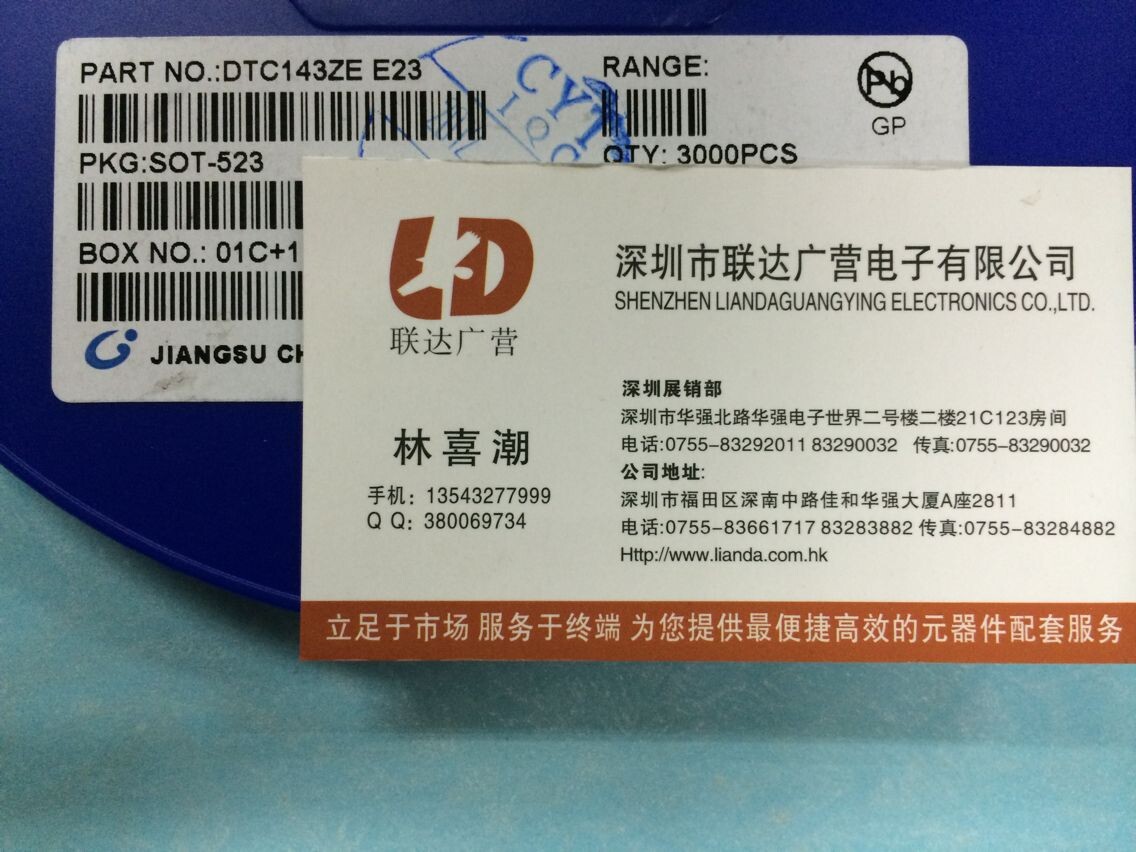 PART NO.:DTC143ZE E23
RANGE:
Pb
GP
CYT
IQC
PKG:SOT-523
QTY: 3000PCS
BOX NO.: 01C+1
JIANGSU
LD
联达广营
深圳市联达广营电子有限公司
SHENZHEN LIANDAGUANGYING ELECTRONICS CO.,LTD.
林喜潮
手机：13543277999
Q Q：380069734
深圳展销部
深圳市华强北路华强电子世界二号楼二楼21C123房间
电话:0755-83292011 83290032 传真:0755-83290032
公司地址:
深圳市福田区深南中路佳和华强大厦A座2811
电话:0755-83661717 83283882 传真:0755-83284882
Http://www.lianda.com.hk
立足于市场 服务于终端 为您提供最便捷高效的元器件配套服务